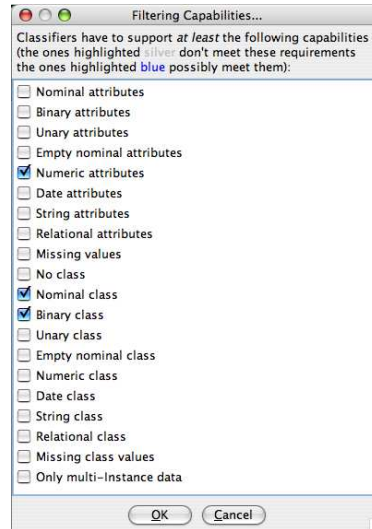 Filtering Capabilities...
Classifiers have to support at least the following capabilities
(the ones highlighted silver don't meet these requirements
the ones highlighted blue possibly meet them):
Nominal attributes
Binary attributes
Unary attributes
Empty nominal attributes
Numeric attributes
Date attributes
String attributes
Relational attributes
Missing values
No class
Nominal class
Binary class
Unary class
Empty nominal class
Numeric class
Date class
String class
Relational class
Missing class values
Only multi-Instance data
OK Cancel